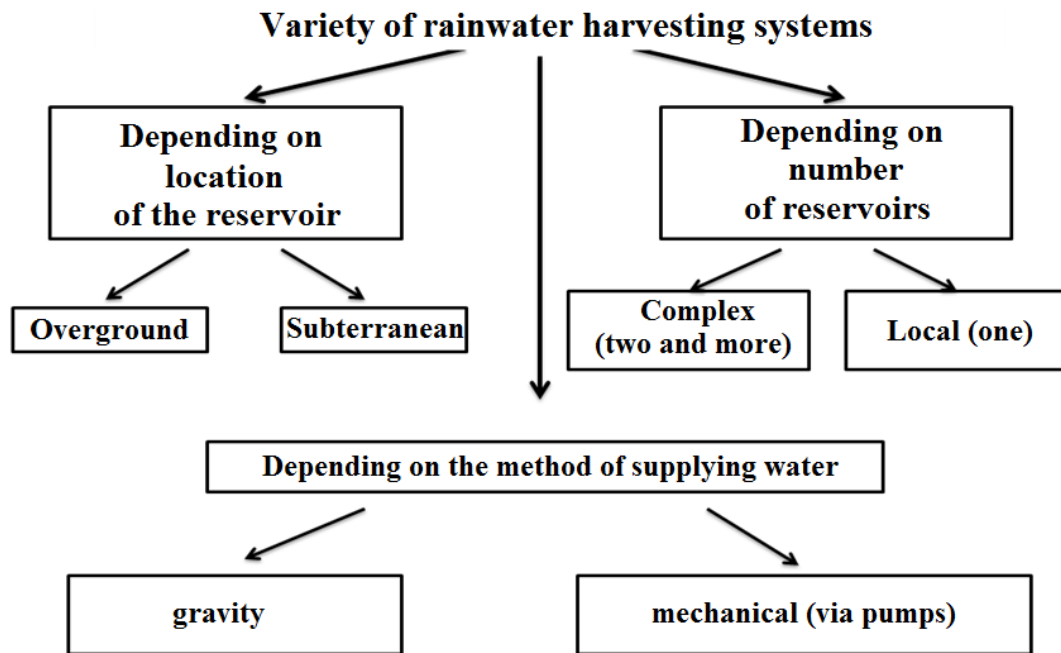 Variety of rainwater harvesting systems
Depending on
location
of the reservoir
Depending on
number
of reservoirs
Overground
Subterranean
Complex
(two and more)
Local (one)
Depending on the method of supplying water
gravity
mechanical (via pumps)